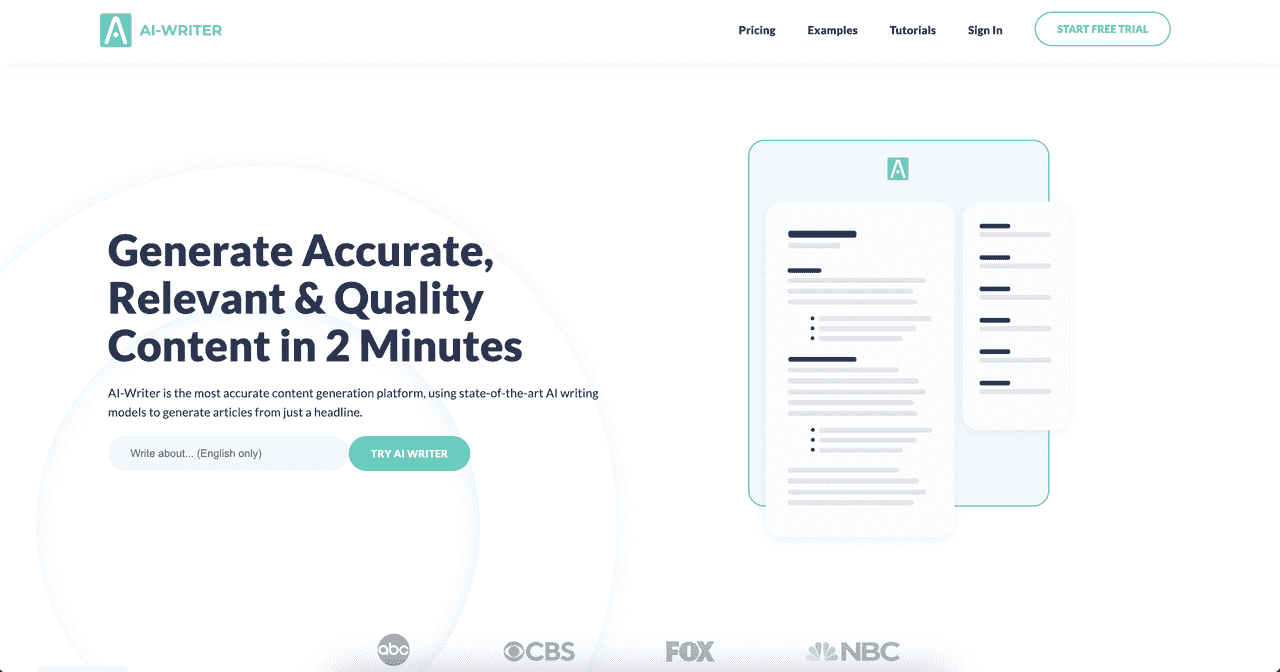 AI-WRITER
Pricing
Examples
Tutorials
Sign In
START FREE TRIAL
Generate Accurate,
Relevant & Quality
Content in 2 Minutes
AI-Writer is the most accurate content generation platform, using state-of-the-art AI writing
models to generate articles from just a headline.
Write about... (English only)
TRY AI WRITER
abc
CBS
FOX
NBC